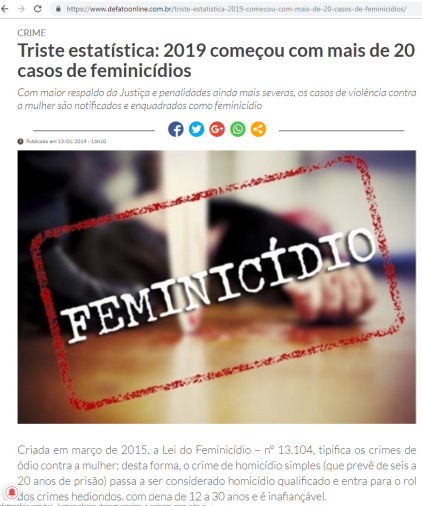 https://www.defatoonline.com.br/triste-estatistica-2019-comecou-com-mais-de-20-casos-de-feminicidios/
CRIME
Triste estatística: 2019 começou com mais de 20
casos de feminicídios
Com maior respaldo da Justiça e penalidades ainda mais severas, os casos de violência contra
a mulher são notificados e enquadrados como feminicídio
Publicada em 13/01/2019 - 16h10
FEMINICÍDIO
Criada em março de 2015, a Lei do Feminicídio – nº 13.104, tipifica os crimes de
ódio contra a mulher; desta forma, o crime de homicídio simples (que prevê de seis a
20 anos de prisão) passa a ser considerado homicídio qualificado e entra para o rol
dos crimes hediondos, com pena de 12 a 30 anos e é inafiançável.